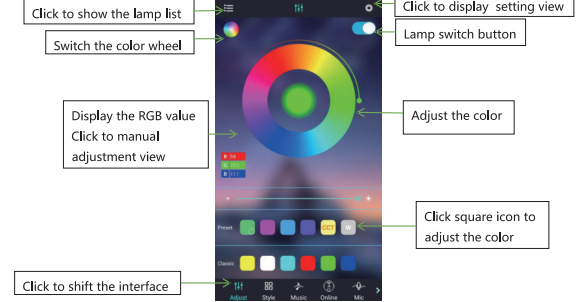 Click to show the lamp list
Click to display setting view
Switch the color wheel
Lamp switch button
Display the RGB value
Click to manual
adjustment view
Adjust the color
R
G
B
Preset
CCT
W
Click square icon to
adjust the color
Classic
Click to shift the interface
Adjust
Style
Music
Online
Mic